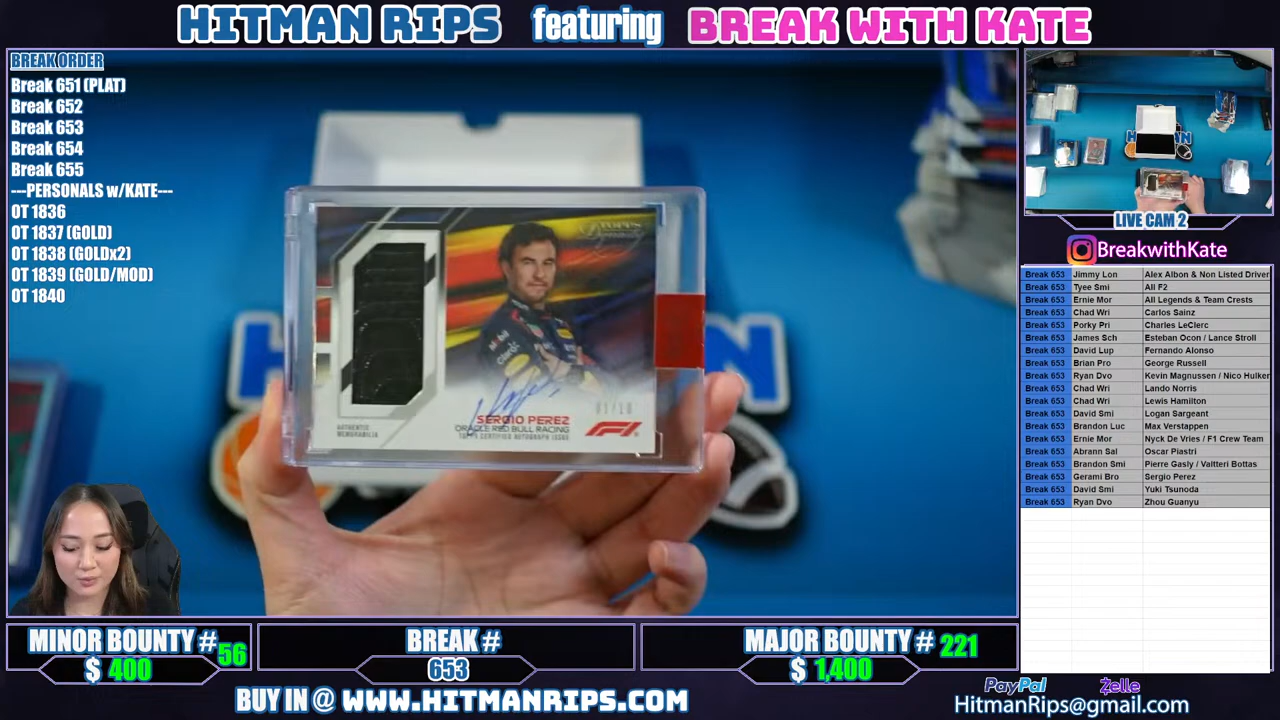 HITMAN RIPS featuring BREAK WITH KATE
BREAK ORDER
Break 651 (PLAT)
Break 652
Break 653
Break 654
Break 655
---PERSONALS w/KATE---
OT 1836
OT 1837 (GOLD)
OT 1838 (GOLDx2)
OT 1839 (GOLD/MOD)
OT 1840
TOPPS
Dynasty
Mobil
Claro
AUTHENTIC
MEMORABILIA
SERGIO PEREZ
ORACLE RED BULL RACING
TOPPS CERTIFIED AUTOGRAPH ISSUE
F1
LIVE CAM 2
BreakwithKate
Break 653 Jimmy Lon Alex Albon & Non Listed Driver
Break 653 Tyee Smi All F2
Break 653 Ernie Mor All Legends & Team Crests
Break 653 Chad Wri Carlos Sainz
Break 653 Porky Pri Charles LeClerc
Break 653 James Sch Esteban Ocon / Lance Stroll
Break 653 David Lup Fernando Alonso
Break 653 Brian Pro George Russell
Break 653 Ryan Dvo Kevin Magnussen / Nico Hulken
Break 653 Chad Wri Lando Norris
Break 653 Chad Wri Lewis Hamilton
Break 653 David Smi Logan Sargeant
Break 653 Brandon Luc Max Verstappen
Break 653 Ernie Mor Nyck De Vries / F1 Crew Team
Break 653 Abrann Sal Oscar Piastri
Break 653 Brandon Smi Pierre Gasly / Valtteri Bottas
Break 653 Gerami Bro Sergio Perez
Break 653 David Smi Yuki Tsunoda
Break 653 Ryan Dvo Zhou Guanyu
MINOR BOUNTY # 56
$ 400
BREAK #
653
MAJOR BOUNTY # 221
$ 1,400
BUY IN @ WWW.HITMANRIPS.COM
PayPal Zelle
HitmanRips@gmail.com